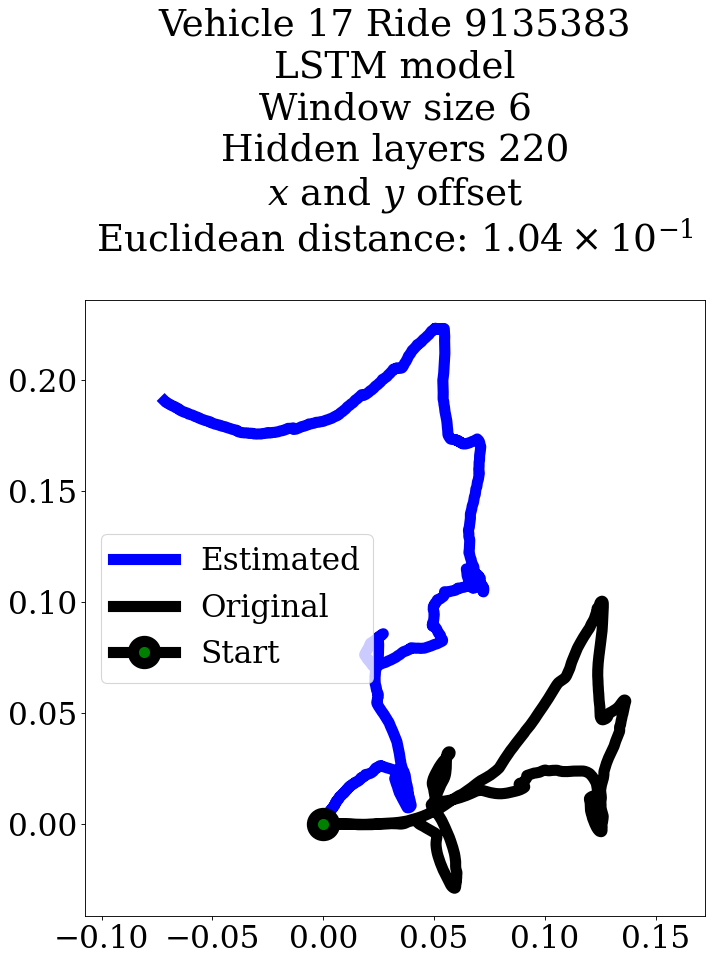 Vehicle 17 Ride 9135383
LSTM model
Window size 6
Hidden layers 220
x and y offset
Euclidean distance: 1.04 × 10⁻¹
0.20
0.15
0.10
0.05
0.00
Estimated
Original
Start
−0.10 −0.05 0.00 0.05 0.10 0.15